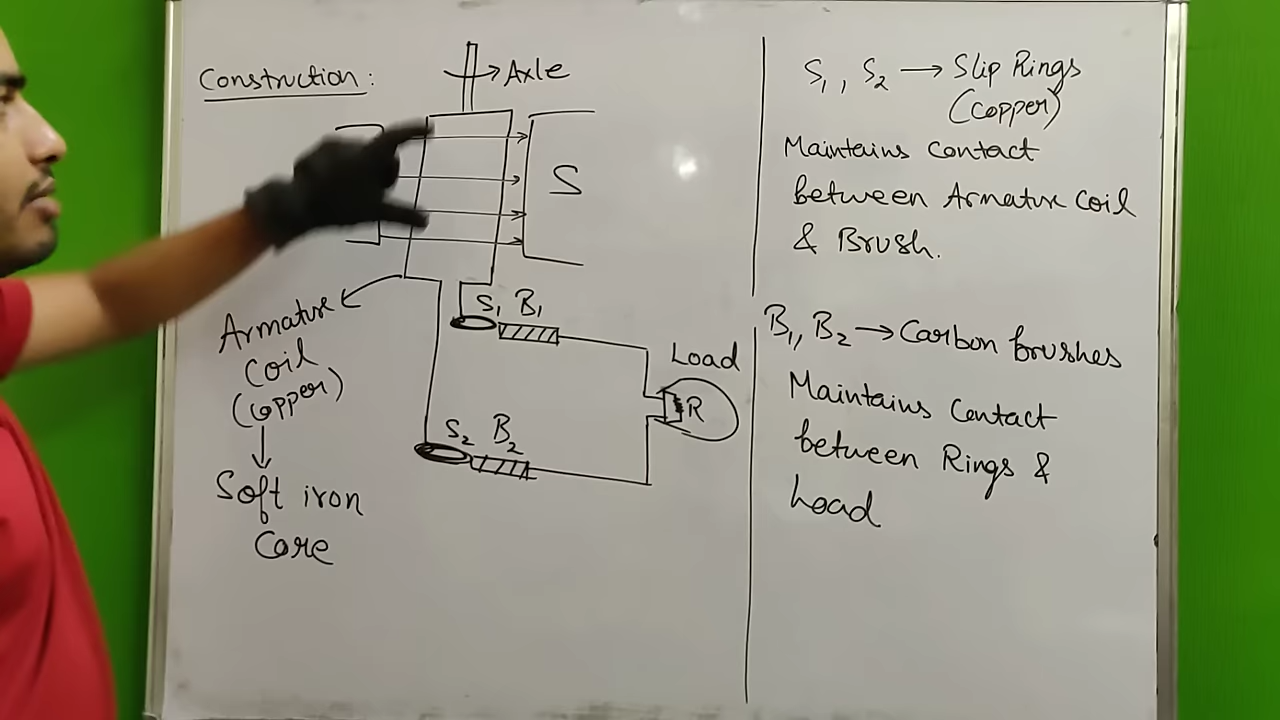 Construction:
Axle
S
S₁ B₁
Armature
Coil
(Copper)
Soft iron
Core
Load
R
S₂ B₂
S₁, S₂ → Slip Rings
(Copper)
Maintains Contact
between Armature Coil
& Brush.
B₁, B₂ → Carbon brushes
Maintains Contact
between Rings &
Load